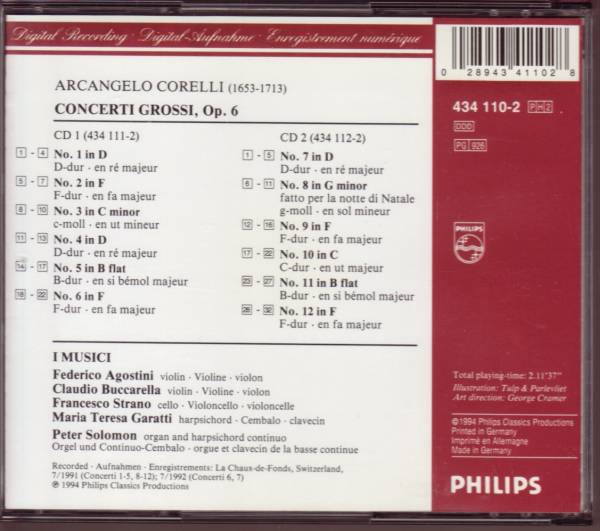 Digital Recording · Digital-Aufnahme · Enregistrement numérique
ARCANGELO CORELLI (1653-1713)
CONCERTI GROSSI, Op. 6
CD 1 (434 111-2)
1 - 4 No. 1 in D
D-dur · en ré majeur
5 - 7 No. 2 in F
F-dur · en fa majeur
8 - 10 No. 3 in C minor
c-moll · en ut mineur
11 - 13 No. 4 in D
D-dur · en ré majeur
14 - 17 No. 5 in B flat
B-dur · en si bémol majeur
18 - 22 No. 6 in F
F-dur · en fa majeur
CD 2 (434 112-2)
1 - 5 No. 7 in D
D-dur · en ré majeur
6 - 11 No. 8 in G minor
fatto per la notte di Natale
g-moll · en sol mineur
12 - 16 No. 9 in F
F-dur · en fa majeur
17 - 22 No. 10 in C
C-dur · en ut majeur
23 - 27 No. 11 in B flat
B-dur · en si bémol majeur
28 - 32 No. 12 in F
F-dur · en fa majeur
I MUSICI
Federico Agostini violin · Violine · violon
Claudio Buccarella violin · Violine · violon
Francesco Strano cello · Violoncello · violoncelle
Maria Teresa Garatti harpsichord · Cembalo · clavecin
Peter Solomon organ and harpsichord continuo
Orgel und Continuo-Cembalo · orgue et clavecin de la basse continue
Recorded · Aufnahmen · Enregistrements: La Chaux-de-Fonds, Switzerland,
7/1991 (Concerti 1-5, 8-12); 7/1992 (Concerti 6, 7)
℗ 1994 Philips Classics Productions
0 28943 41102 8
434 110-2 PH2
DDD
PG 926
PHILIPS
Total playing-time: 2.11'37"
Illustration: Tulp & Parlevliet
Art direction: George Cramer
©1994 Philips Classics Productions
Printed in Germany
Imprimé en Allemagne
Made in Germany
PHILIPS